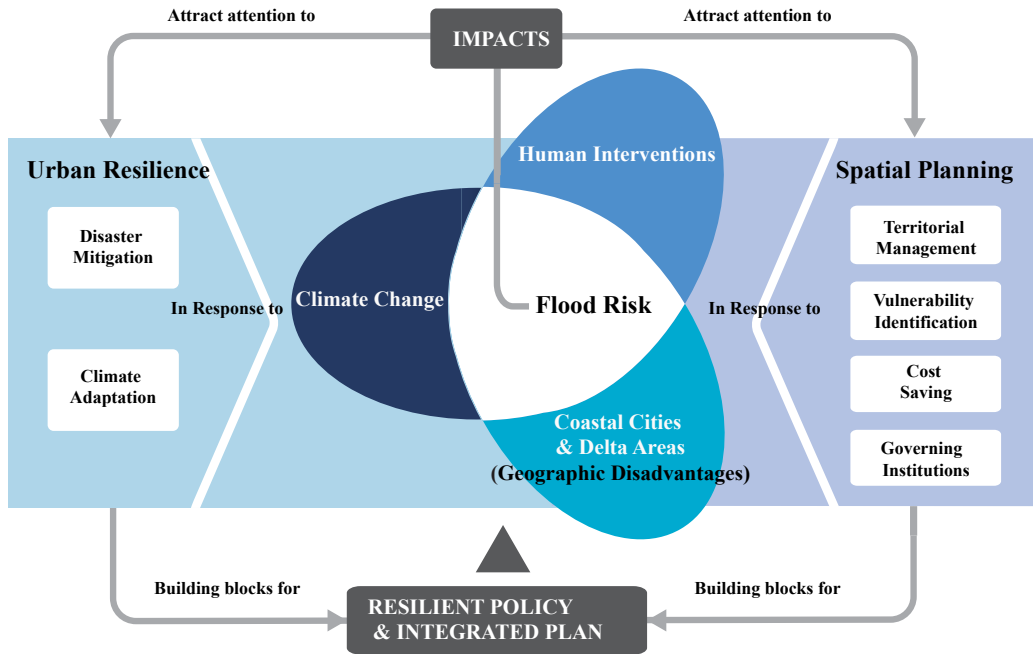 Attract attention to
IMPACTS
Attract attention to
Urban Resilience
Disaster
Mitigation
Climate
Adaptation
In Response to
Human Interventions
Climate Change
Flood Risk
Coastal Cities
& Delta Areas
(Geographic Disadvantages)
In Response to
Spatial Planning
Territorial
Management
Vulnerability
Identification
Cost
Saving
Governing
Institutions
Building blocks for
RESILIENT POLICY
& INTEGRATED PLAN
Building blocks for